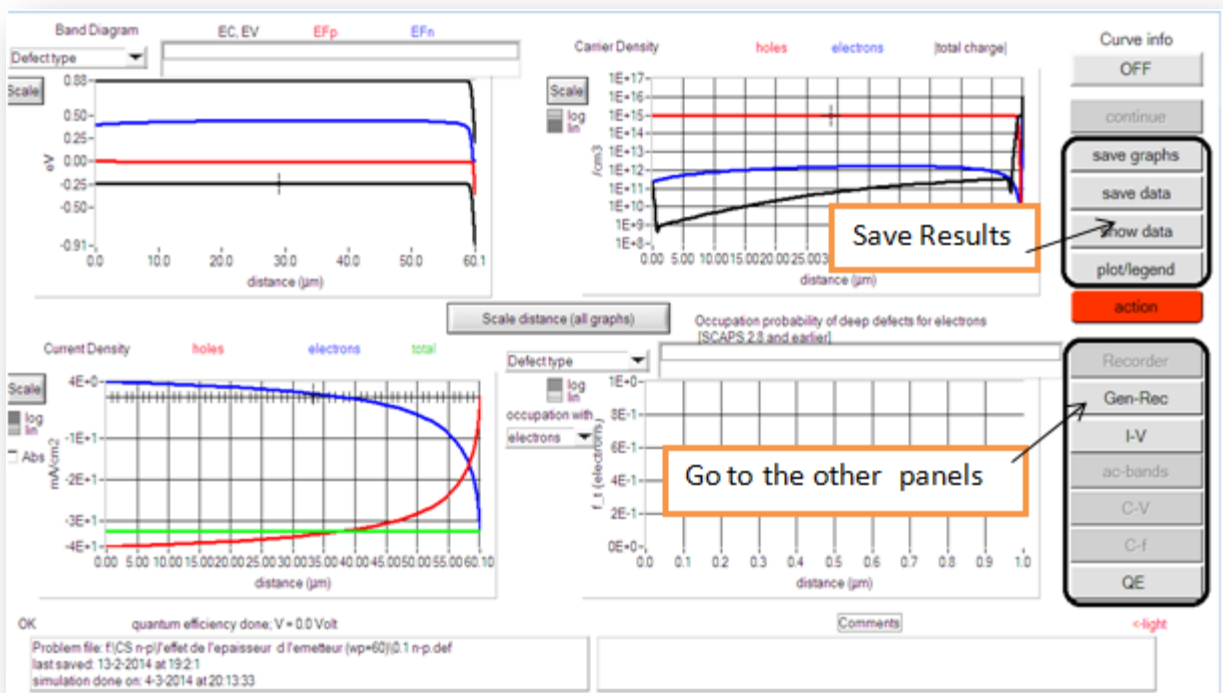 Band Diagram EC, EV EFp EFn
Defect type
Scale
0.88
0.50
0.25
0.00
-0.25
-0.50
-0.91
eV
0.0 10.0 20.0 30.0 40.0 50.0 60.1
distance (µm)
Carrier Density holes electrons |total charge|
Scale
log
lin
1E+17
1E+16
1E+15
1E+14
1E+13
1E+12
1E+11
1E+10
1E+9
1E+8
/cm3
0.00 5.00 10.00 15.00 20.00 25.00
distance (µm)
Save Results
Curve info
OFF
continue
save graphs
save data
show data
plot/legend
action
Scale distance (all graphs)
Current Density holes electrons total
Scale
log
lin
Abs
4E+0
-1E+1
-2E+1
-3E+1
-4E+1
mA/cm2
0.00 5.00 10.00 15.00 20.00 25.00 30.00 35.00 40.00 45.00 50.00 55.00 60.10
distance (µm)
Occupation probability of deep defects for electrons
[SCAPS 2.8 and earlier]
Defect type
log
lin
occupation with
electrons
1E+0
8E-1
6E-1
4E-1
2E-1
0E+0
f_t (electrons)
0.0 0.1 0.2 0.3 0.4 0.5 0.6 0.7 0.8 0.9 1.0
distance (µm)
Go to the other panels
Recorder
Gen-Rec
I-V
ac-bands
C-V
C-f
QE
OK quantum efficiency done; V = 0.0 Volt
Comments
<-light
Problem file: f:\CS n-p\l'effet de l'epaisseur d l'emetteur (wp=60)\0.1 n-p.def
last saved: 13-2-2014 at 19:2:1
simulation done on: 4-3-2014 at 20:13:33